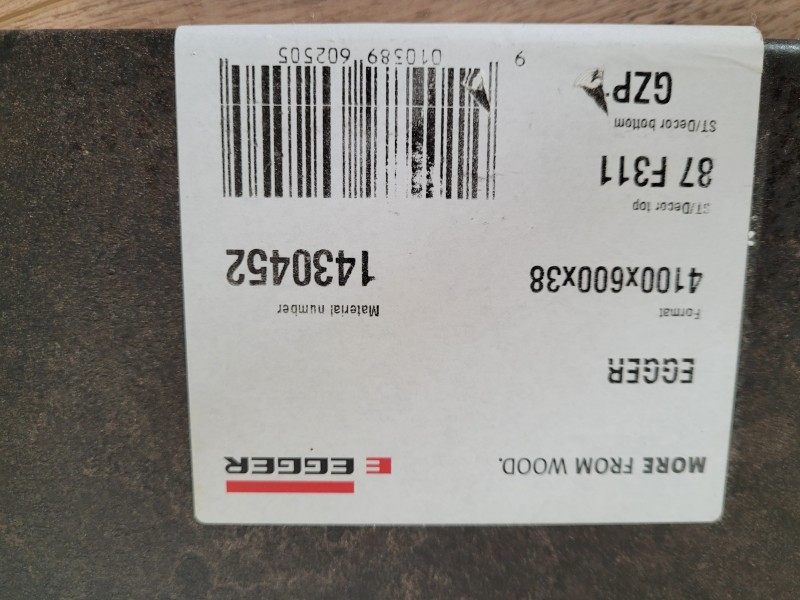 MORE FROM WOOD.
E EGGER
EGGER
Format
4100x600x38
Material number
1430452
ST/Decor top
87 F311
ST/Decor bottom
GZP
9 010389 602505